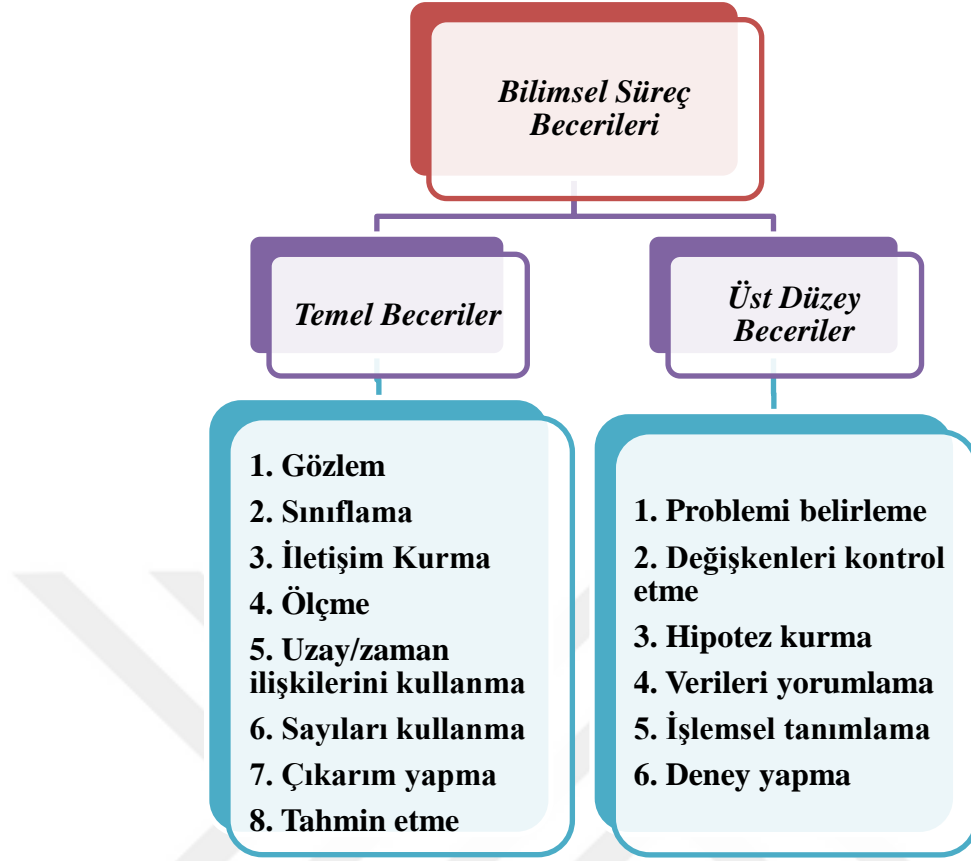 Bilimsel Süreç
Becerileri
Temel Beceriler
Üst Düzey
Beceriler
1. Gözlem
2. Sınıflama
3. İletişim Kurma
4. Ölçme
5. Uzay/zaman
ilişkilerini kullanma
6. Sayıları kullanma
7. Çıkarım yapma
8. Tahmin etme
1. Problemi belirleme
2. Değişkenleri kontrol
etme
3. Hipotez kurma
4. Verileri yorumlama
5. İşlemsel tanımlama
6. Deney yapma